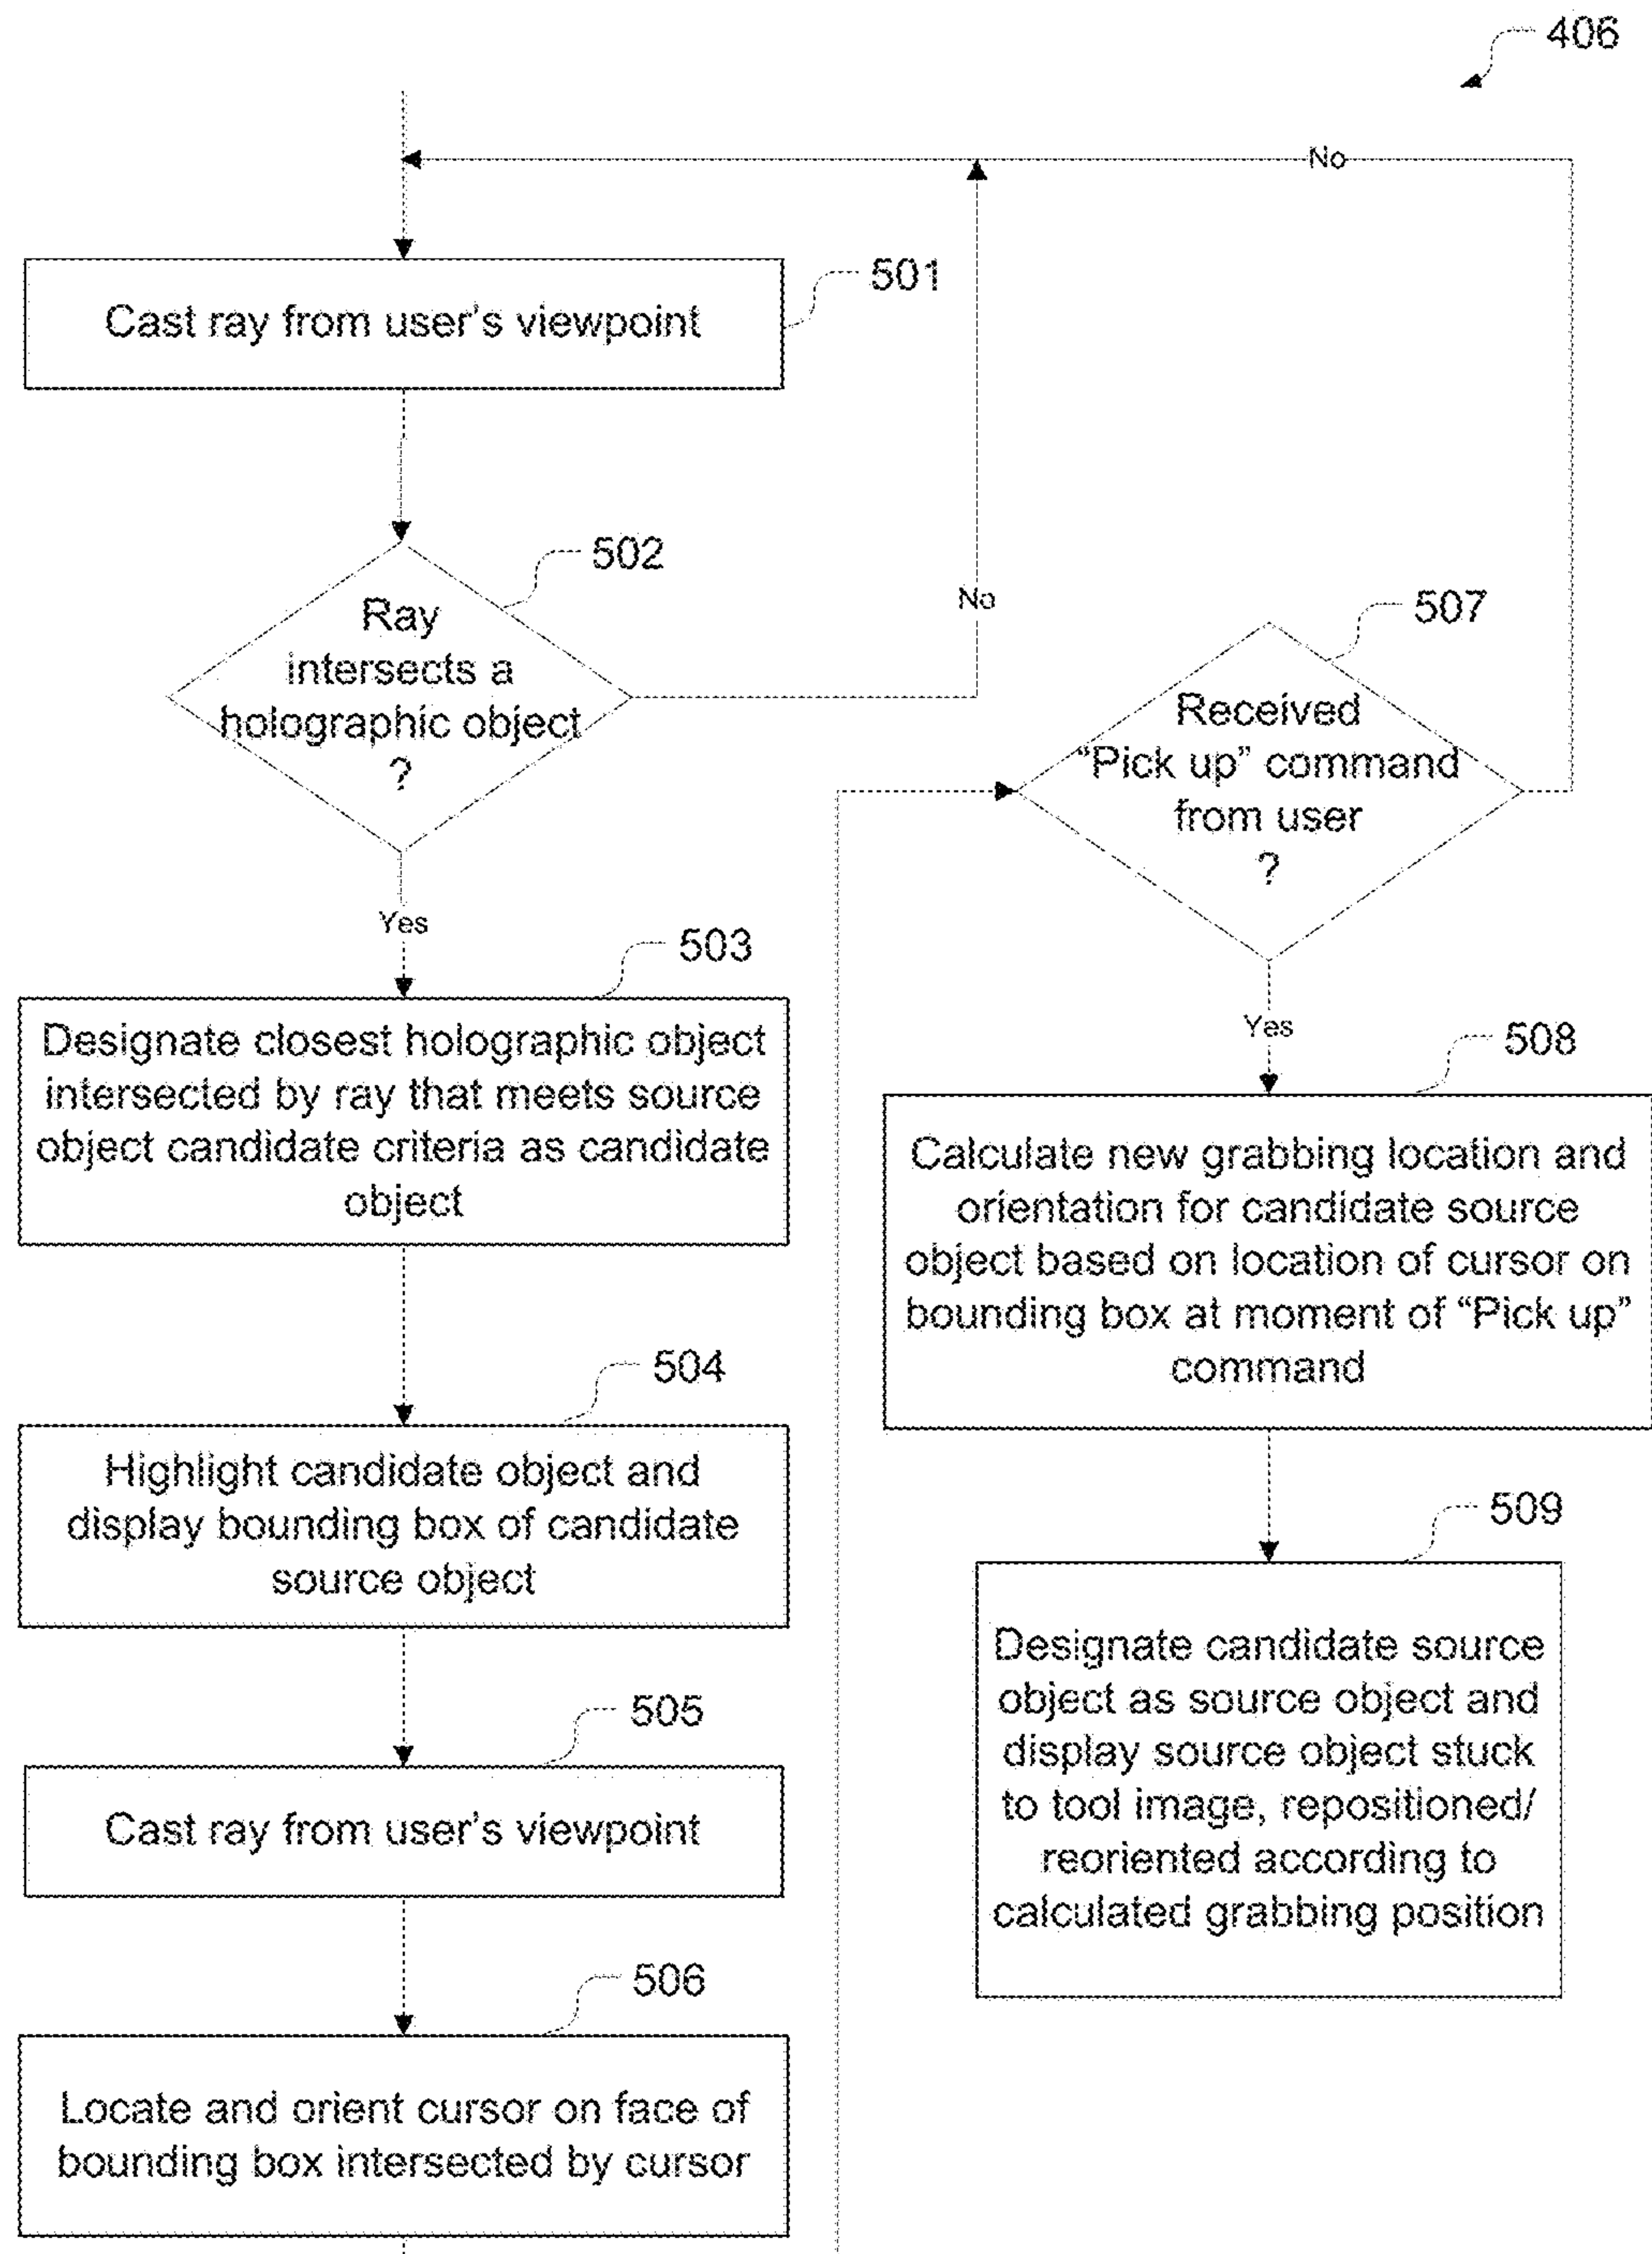 406
No
501
Cast ray from user's viewpoint
502
Ray
intersects a
holographic object
?
No
Yes
503
Designate closest holographic object
intersected by ray that meets source
object candidate criteria as candidate
object
504
Highlight candidate object and
display bounding box of candidate
source object
505
Cast ray from user's viewpoint
506
Locate and orient cursor on face of
bounding box intersected by cursor
507
Received
“Pick up” command
from user
?
Yes
508
Calculate new grabbing location and
orientation for candidate source
object based on location of cursor on
bounding box at moment of “Pick up”
command
509
Designate candidate source
object as source object and
display source object stuck
to tool image, repositioned/
reoriented according to
calculated grabbing position